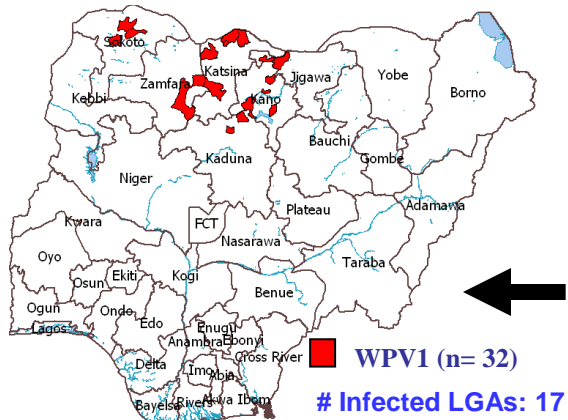 Sokoto
Katsina
Zamfara
Jigawa
Yobe
Borno
Kebbi
Kano
Bauchi
Gombe
Kaduna
Niger
Adamawa
Plateau
FCT
Kwara
Nasarawa
Taraba
Oyo
Kogi
Ekiti
Osun
Benue
Ogun
Ondo
Edo
Lagos
Enugu
Ebonyi
Anambra
Cross River
Delta
Imo
Abia
Bayelsa
Rivers
Akwa Ibom
WPV1 (n= 32)
# Infected LGAs: 17